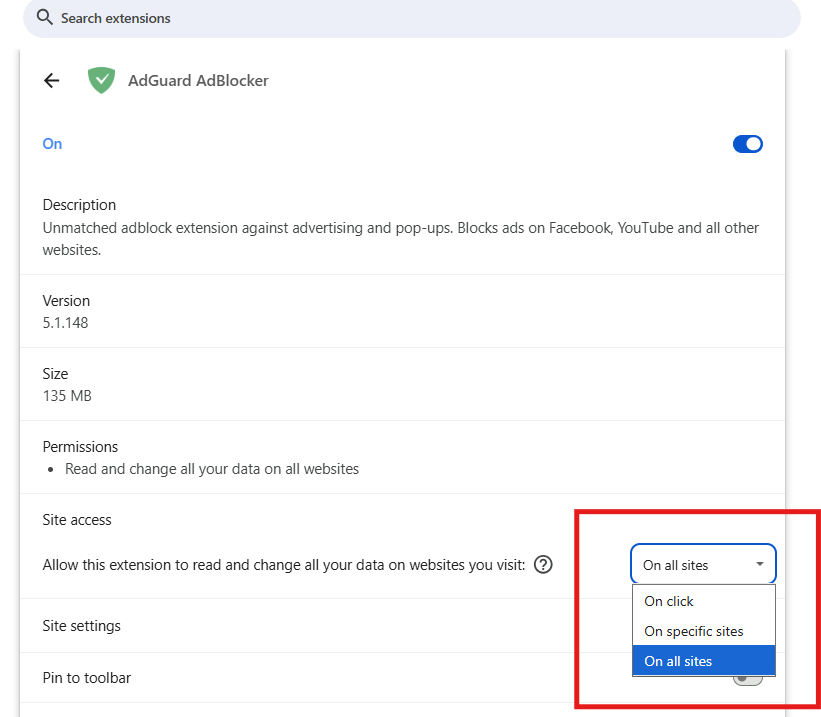 Search extensions
AdGuard AdBlocker
On
Description
Unmatched adblock extension against advertising and pop-ups. Blocks ads on Facebook, YouTube and all other
websites.
Version
5.1.148
Size
135 MB
Permissions
• Read and change all your data on all websites
Site access
Allow this extension to read and change all your data on websites you visit: ? On all sites
On click
Site settings
On specific sites
On all sites
Pin to toolbar